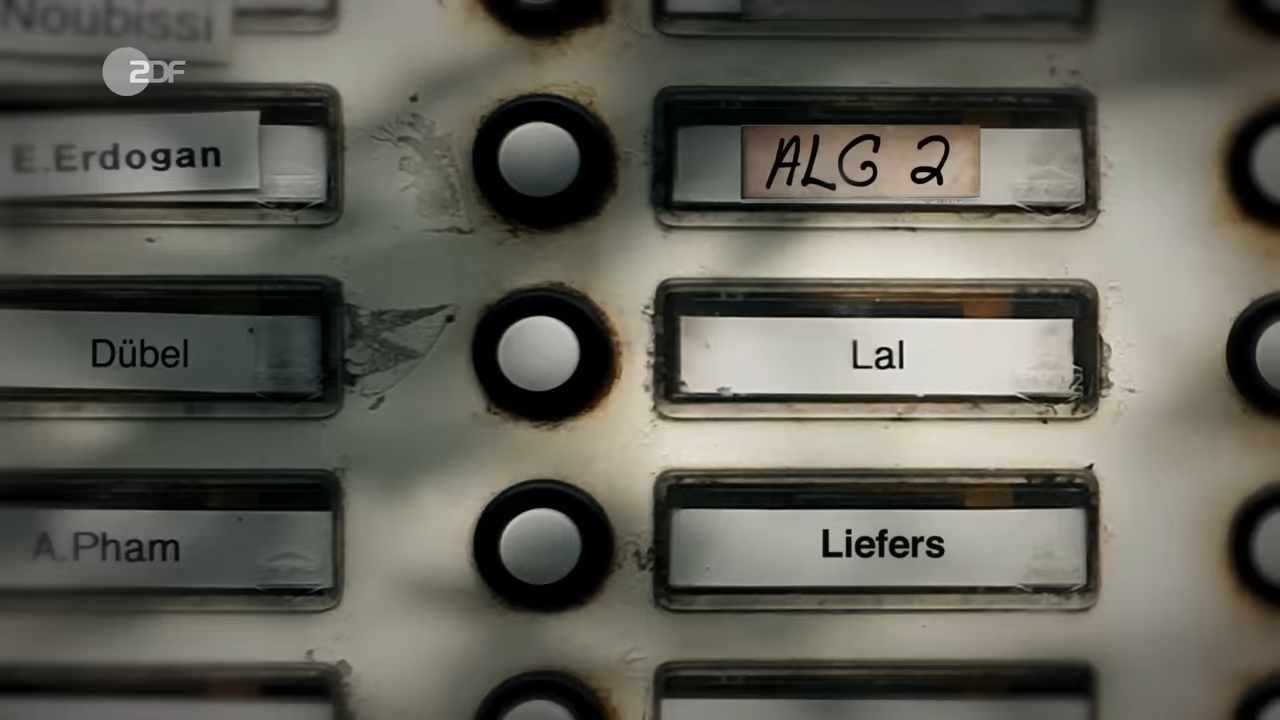 Noubissi
ZDF
E.Erdogan
ALG 2
Dübel
Lal
A.Pham
Liefers